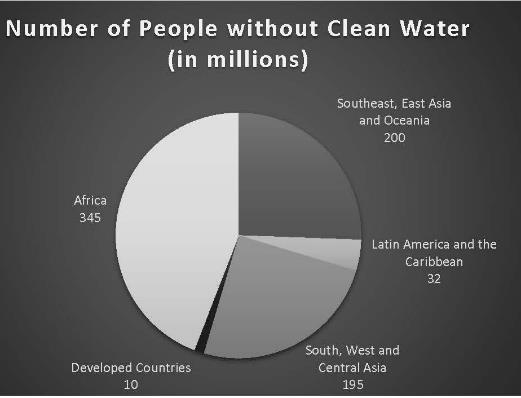 Number of People without Clean Water
(in millions)
Southeast, East Asia
and Oceania
200
Africa
345
Latin America and the
Caribbean
32
South, West and
Central Asia
195
Developed Countries
10